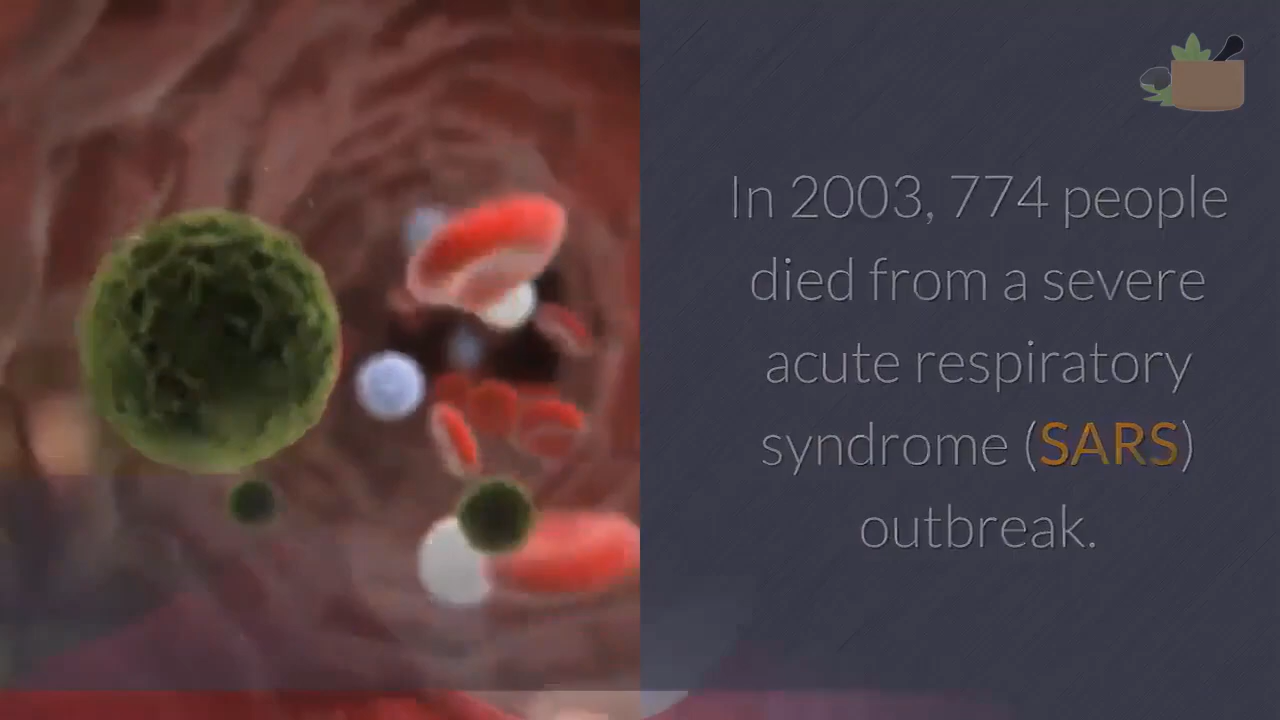 In 2003, 774 people
died from a severe
acute respiratory
syndrome (SARS)
outbreak.